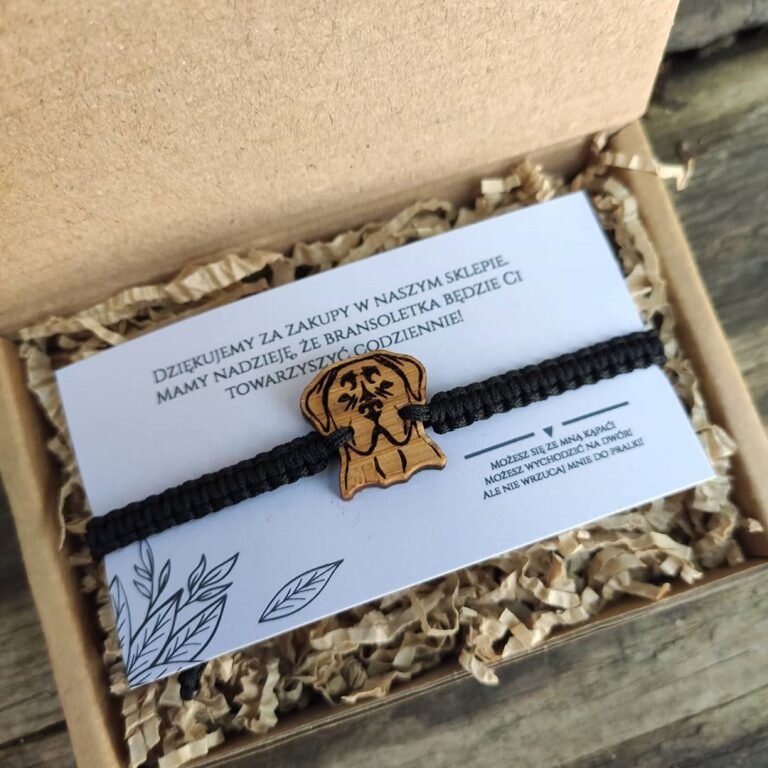 DZIĘKUJEMY ZA ZAKUPY W NASZYM SKLEPIE.
MAMY NADZIEJĘ, ŻE BRANSOLETKA BĘDZIE CI
TOWARZYSZYĆ CODZIENNIE!
MOŻESZ SIĘ ZE MNĄ KĄPAĆ!
MOŻESZ WYCHODZIĆ NA DWÓR!
ALE NIE WRZUCAJ MNIE DO PRALKI!